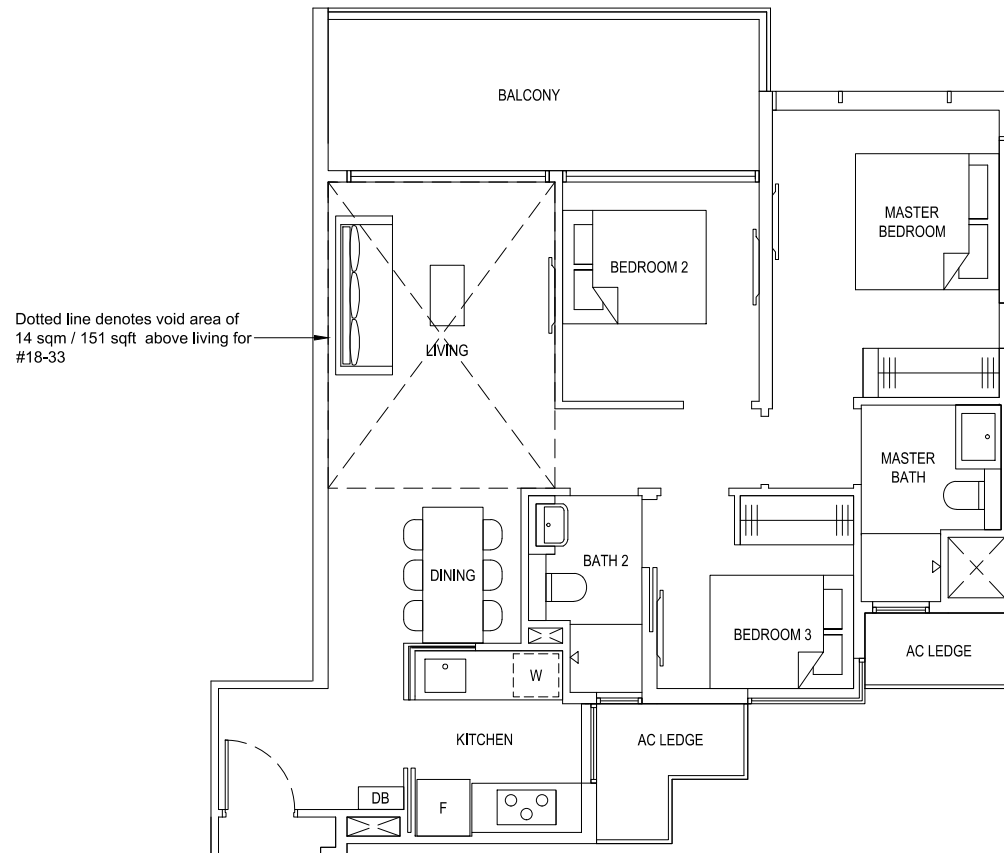 BALCONY
MASTER
BEDROOM
BEDROOM 2
Dotted line denotes void area of
14 sqm / 151 sqft above living for
#18-33
LIVING
MASTER
BATH
DINING
BATH 2
BEDROOM 3
AC LEDGE
W
KITCHEN
AC LEDGE
DB
F